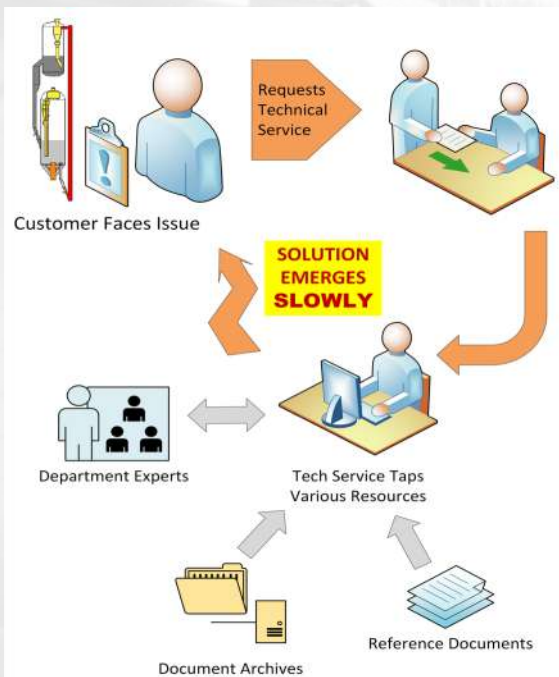 Requests
Technical
Service
Customer Faces Issue
SOLUTION
EMERGES
SLOWLY
Department Experts
Tech Service Taps
Various Resources
Document Archives
Reference Documents